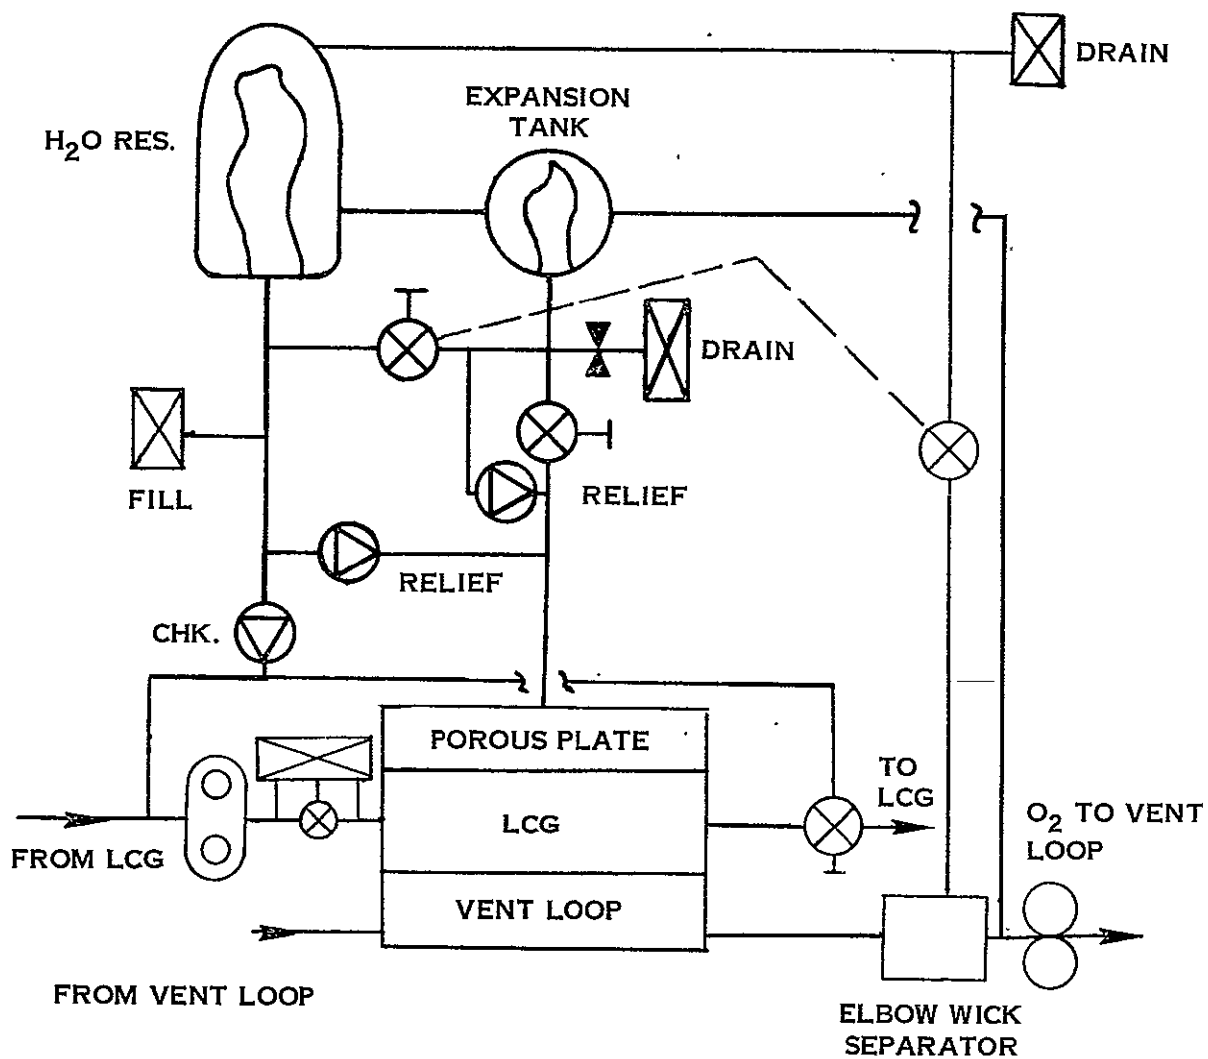 DRAIN
EXPANSION
TANK
H₂O RES.
DRAIN
FILL
RELIEF
RELIEF
CHK.
POROUS PLATE
TO
LCG
LCG
O₂ TO VENT
LOOP
FROM LCG
VENT LOOP
FROM VENT LOOP
ELBOW WICK
SEPARATOR